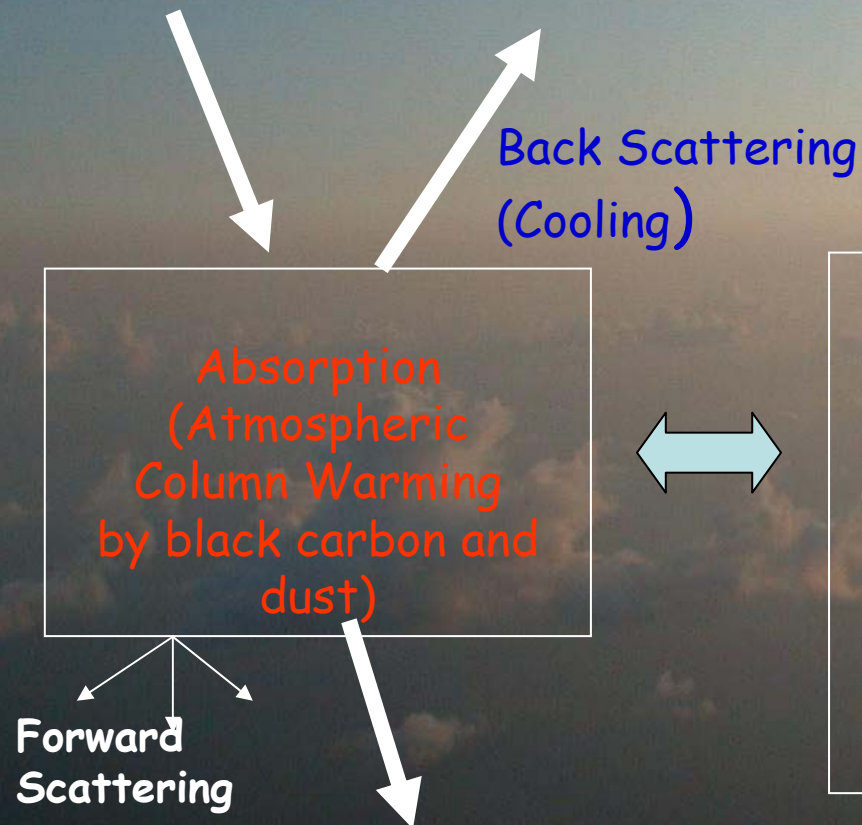 Back Scattering
(Cooling)
Absorption
(Atmospheric
Column Warming
by black carbon and
dust)
Forward
Scattering